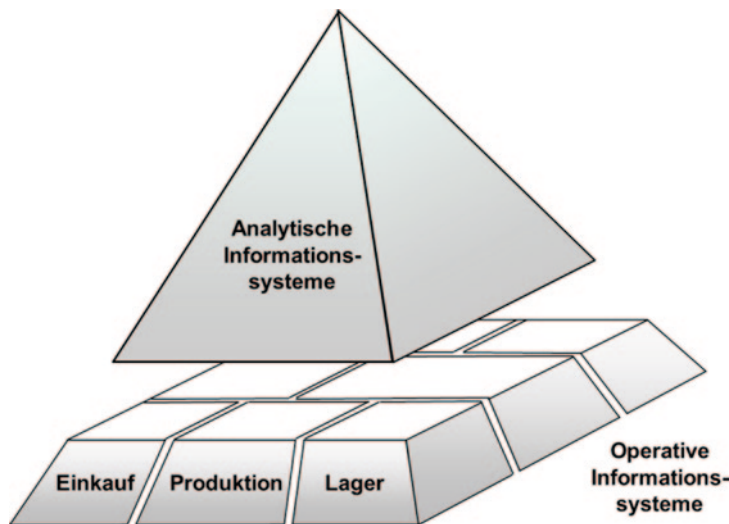 Analytische
Informations-
systeme
Einkauf
Produktion
Lager
Operative
Informations-
systeme